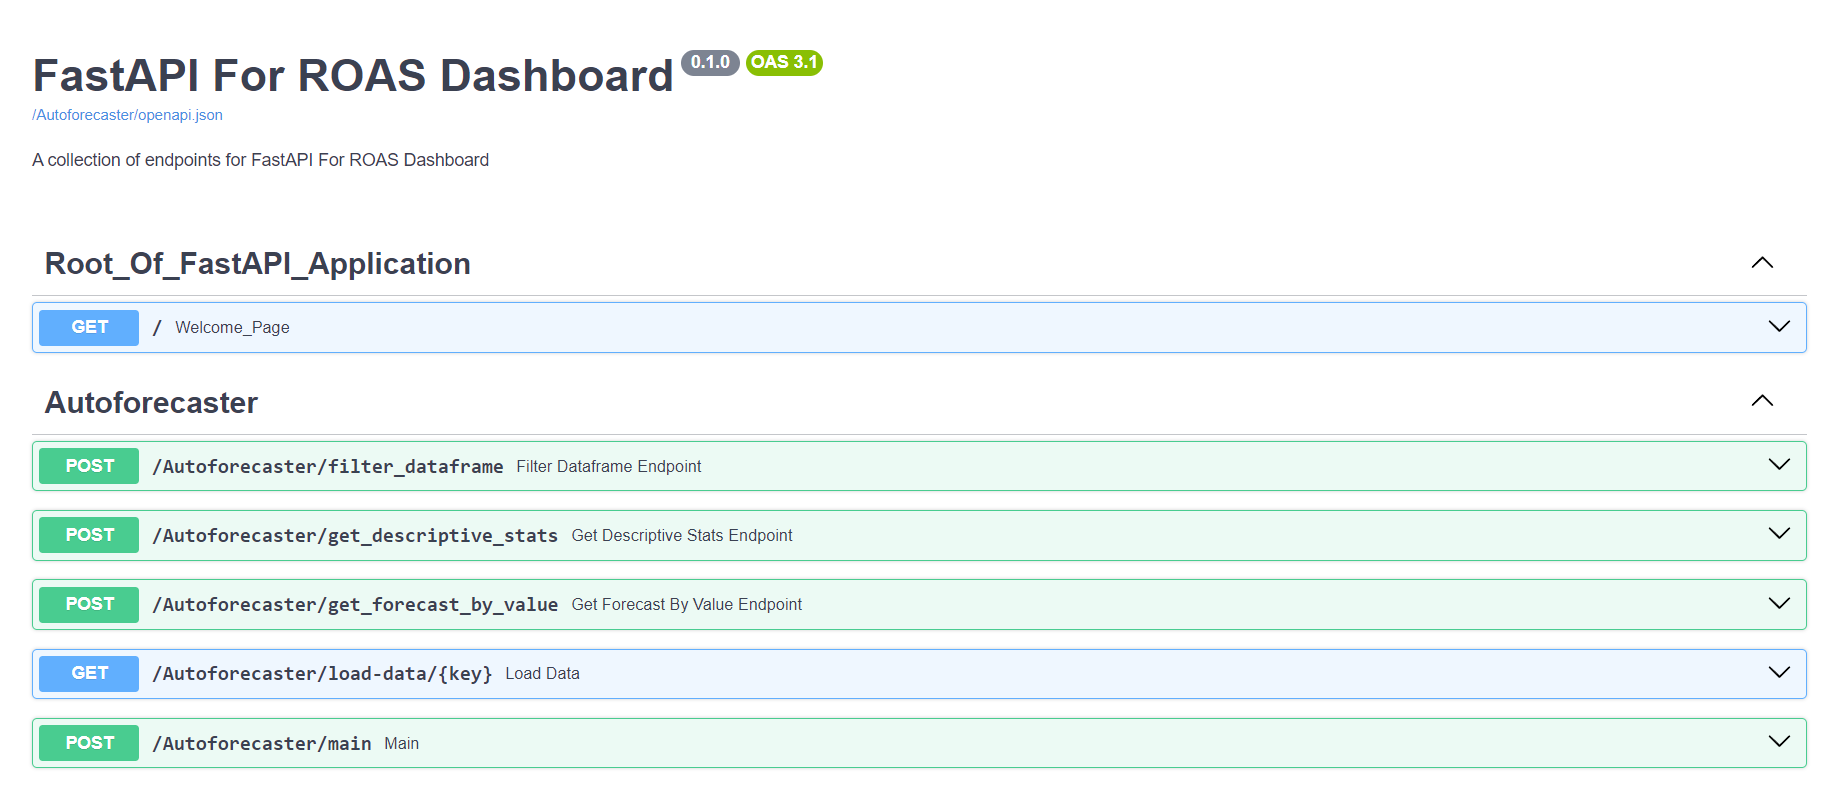 FastAPI For ROAS Dashboard 0.1.0 OAS 3.1
/Autoforecaster/openapi.json
A collection of endpoints for FastAPI For ROAS Dashboard
Root_Of_FastAPI_Application
GET / Welcome_Page
Autoforecaster
POST /Autoforecaster/filter_dataframe Filter Dataframe Endpoint
POST /Autoforecaster/get_descriptive_stats Get Descriptive Stats Endpoint
POST /Autoforecaster/get_forecast_by_value Get Forecast By Value Endpoint
GET /Autoforecaster/load-data/{key} Load Data
POST /Autoforecaster/main Main